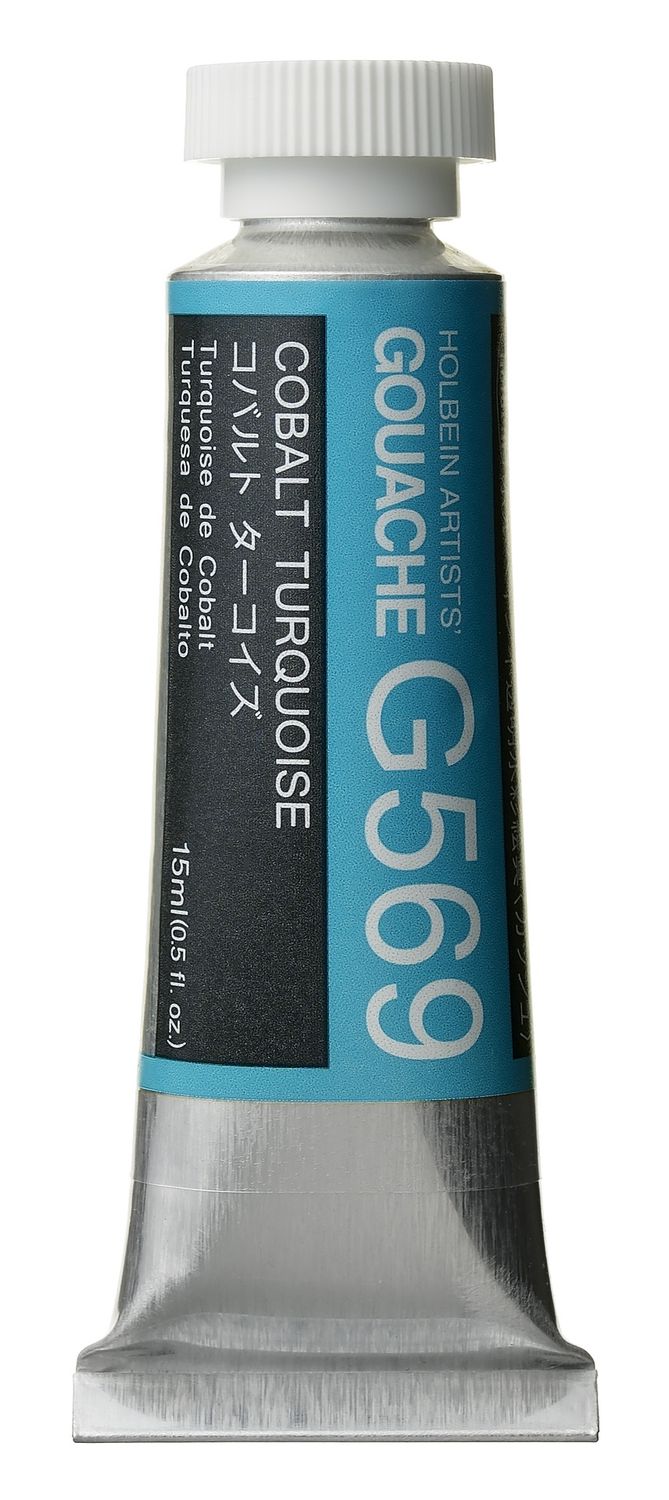 HOLBEIN ARTISTS'
GOUACHE G569
COBALT TURQUOISE
コバルト ターコイズ
Turquoise de Cobalt
Turquesa de Cobalto
15ml(0.5 fl. oz.)